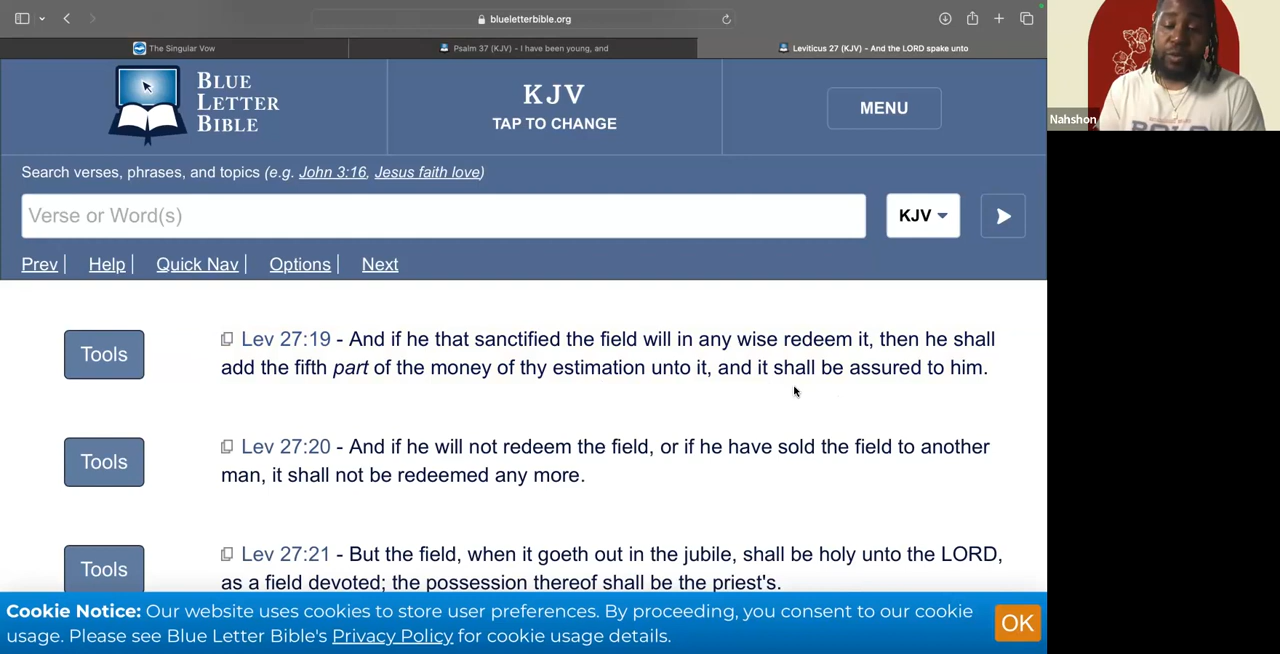 blueletterbible.org
The Singular Vow
Psalm 37 (KJV) - I have been young, and
Leviticus 27 (KJV) - And the LORD spake unto
BLUE
LETTER
BIBLE
KJV
TAP TO CHANGE
MENU
Search verses, phrases, and topics (e.g. John 3:16, Jesus faith love)
Verse or Word(s)
KJV
Prev | Help | Quick Nav | Options | Next
Tools
Lev 27:19 - And if he that sanctified the field will in any wise redeem it, then he shall
add the fifth part of the money of thy estimation unto it, and it shall be assured to him.
Tools
Lev 27:20 - And if he will not redeem the field, or if he have sold the field to another
man, it shall not be redeemed any more.
Tools
Lev 27:21 - But the field, when it goeth out in the jubile, shall be holy unto the LORD,
as a field devoted; the possession thereof shall be the priest's.
Cookie Notice: Our website uses cookies to store user preferences. By proceeding, you consent to our cookie
usage. Please see Blue Letter Bible's Privacy Policy for cookie usage details.
OK
Nahshon